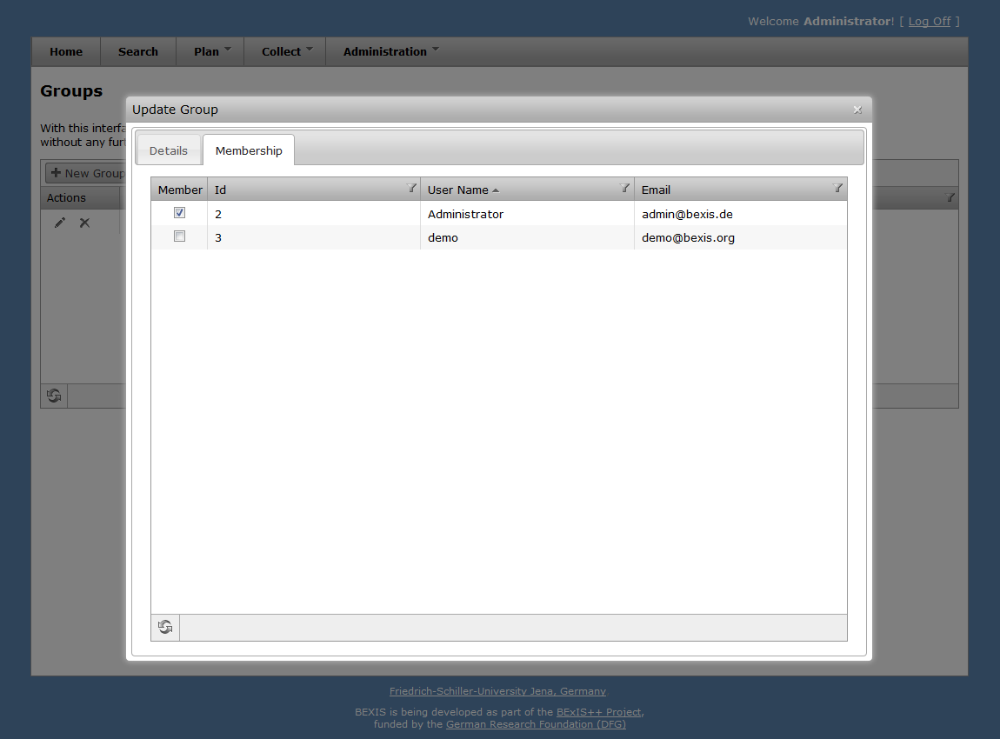 Welcome Administrator! [ Log Off ]
Home Search Plan Collect Administration
Groups
Update Group
With this
without any
New Group
Actions
Details Membership
Member Id User Name Email
2 Administrator admin@bexis.de
3 demo demo@bexis.org
Friedrich-Schiller-University Jena, Germany
BEXIS is being developed as part of the BExIS++ Project,
funded by the German Research Foundation (DFG)